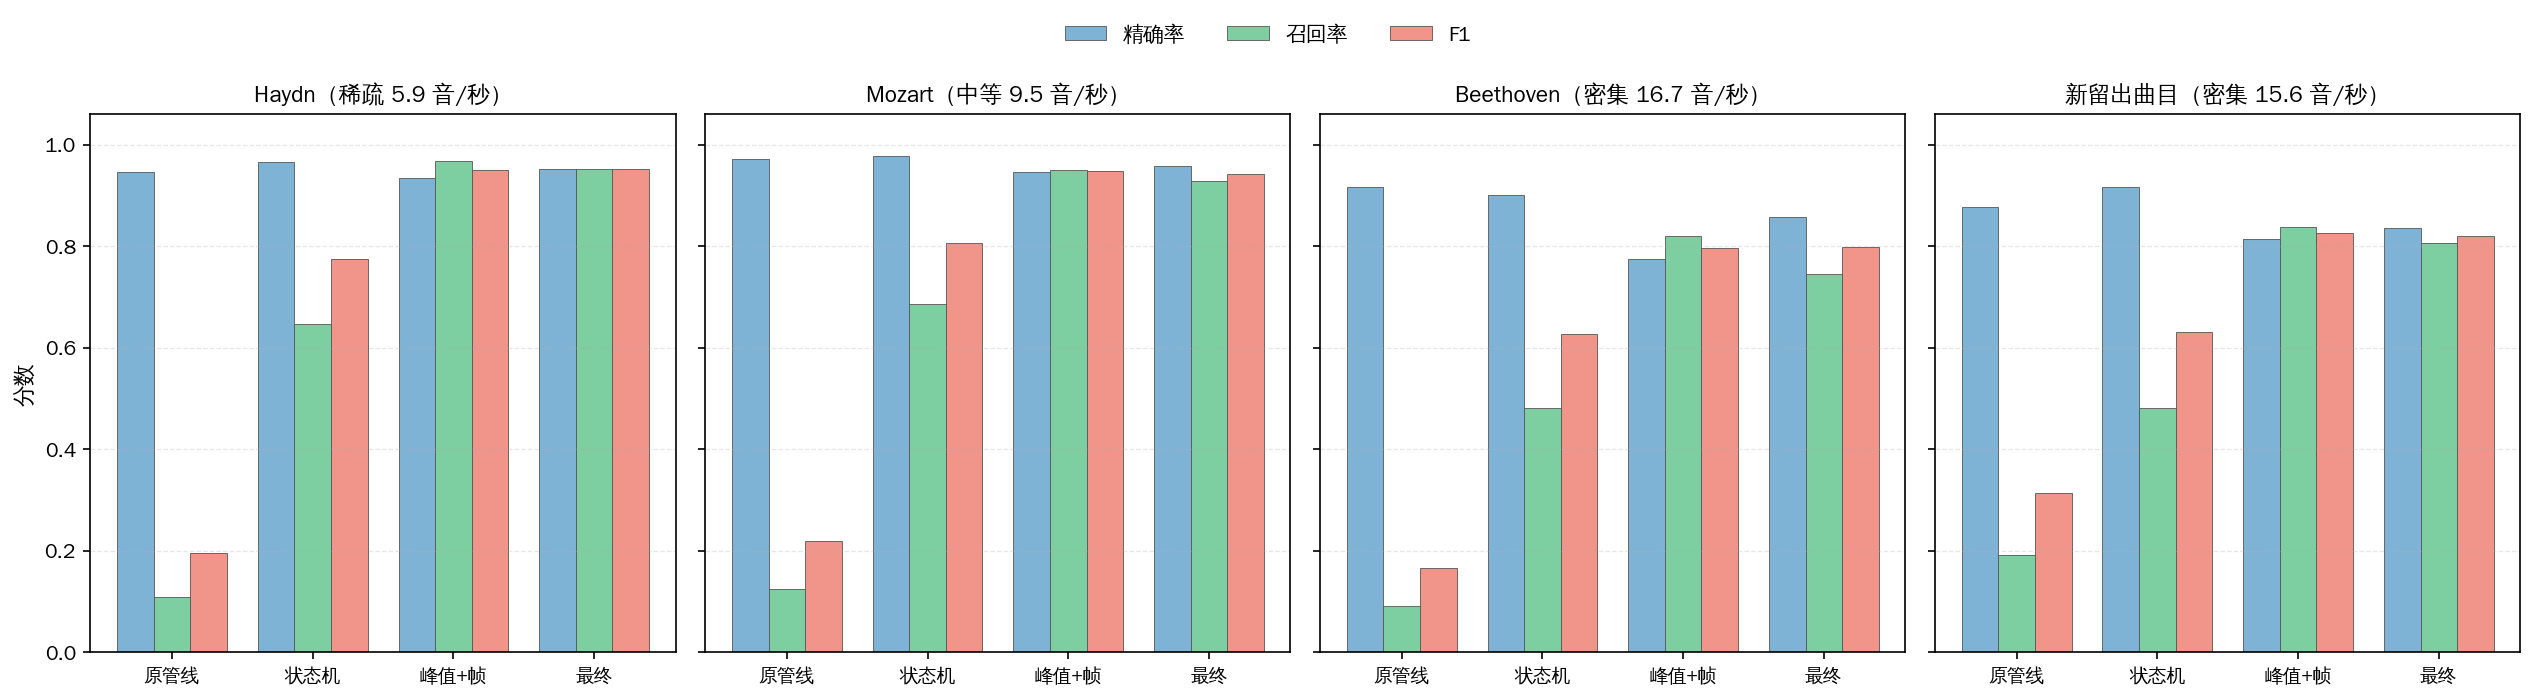 精确率 召回率 F1
Haydn（稀疏 5.9 音/秒）
Mozart（中等 9.5 音/秒）
Beethoven（密集 16.7 音/秒）
新留出曲目（密集 15.6 音/秒）
分数
1.0
0.8
0.6
0.4
0.2
0.0
原管线 状态机 峰值+帧 最终
原管线 状态机 峰值+帧 最终
原管线 状态机 峰值+帧 最终
原管线 状态机 峰值+帧 最终